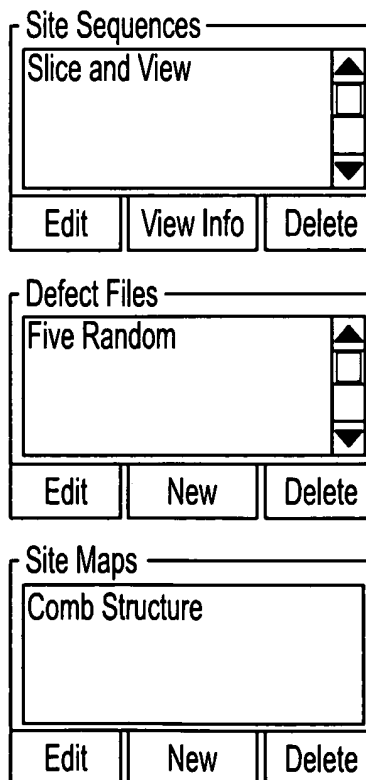 Site Sequences
Slice and View
Edit View Info Delete
Defect Files
Five Random
Edit New Delete
Site Maps
Comb Structure
Edit New Delete